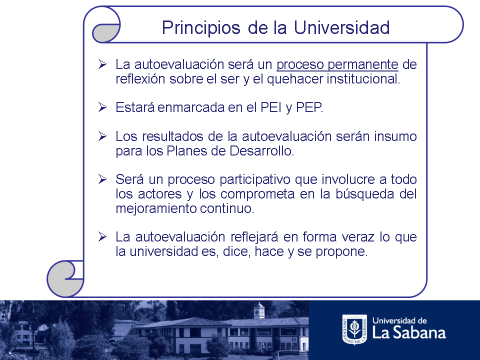 Principios de la Universidad
➢ La autoevaluación será un proceso permanente de
reflexión sobre el ser y el quehacer institucional.
➢ Estará enmarcada en el PEI y PEP.
➢ Los resultados de la autoevaluación serán insumo
para los Planes de Desarrollo.
➢ Será un proceso participativo que involucre a todo
los actores y los comprometa en la búsqueda del
mejoramiento continuo.
➢ La autoevaluación reflejará en forma veraz lo que
la universidad es, dice, hace y se propone.
Universidad de
La Sabana